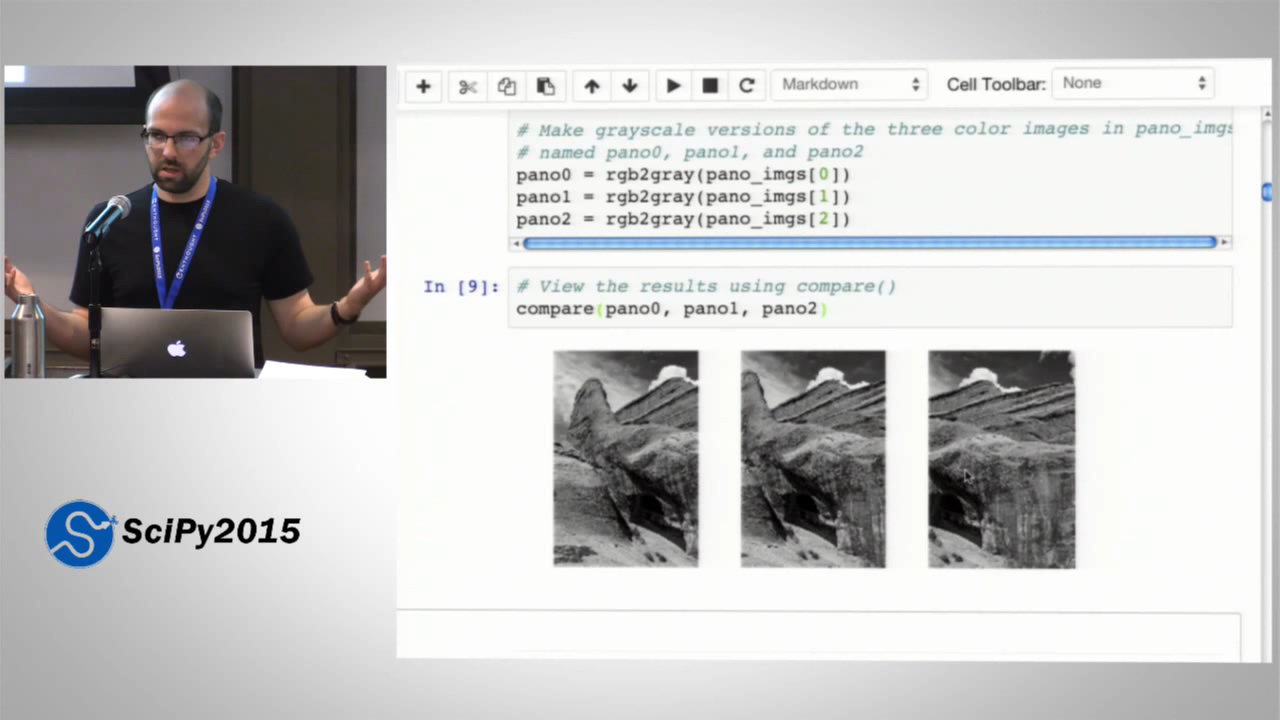 Markdown
Cell Toolbar:
None
# Make grayscale versions of the three color images in pano_imgs
# named pano0, pano1, and pano2
pano0 = rgb2gray(pano_imgs[0])
pano1 = rgb2gray(pano_imgs[1])
pano2 = rgb2gray(pano_imgs[2])
In [9]:
# View the results using compare()
compare(pano0, pano1, pano2)
SciPy2015
ENTHOUGHT